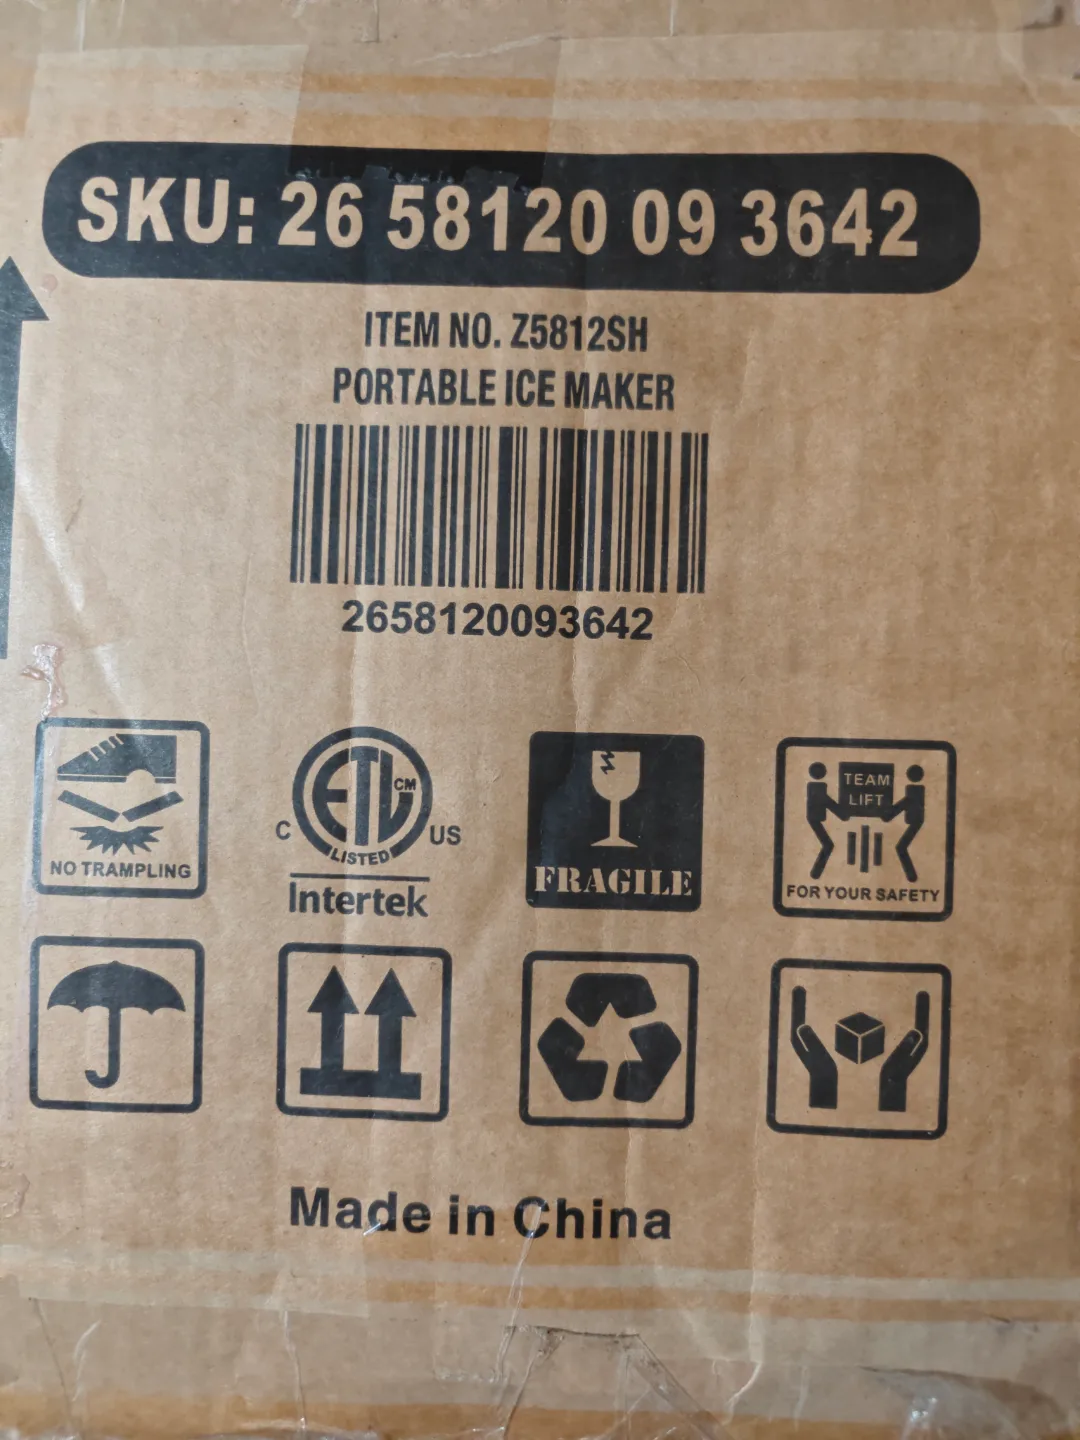 SKU: 26 58120 09 3642
ITEM NO. Z5812SH
PORTABLE ICE MAKER
2658120093642
NO TRAMPLING
C ETL CM US
LISTED
Intertek
FRAGILE
TEAM
LIFT
FOR YOUR SAFETY
Made in China